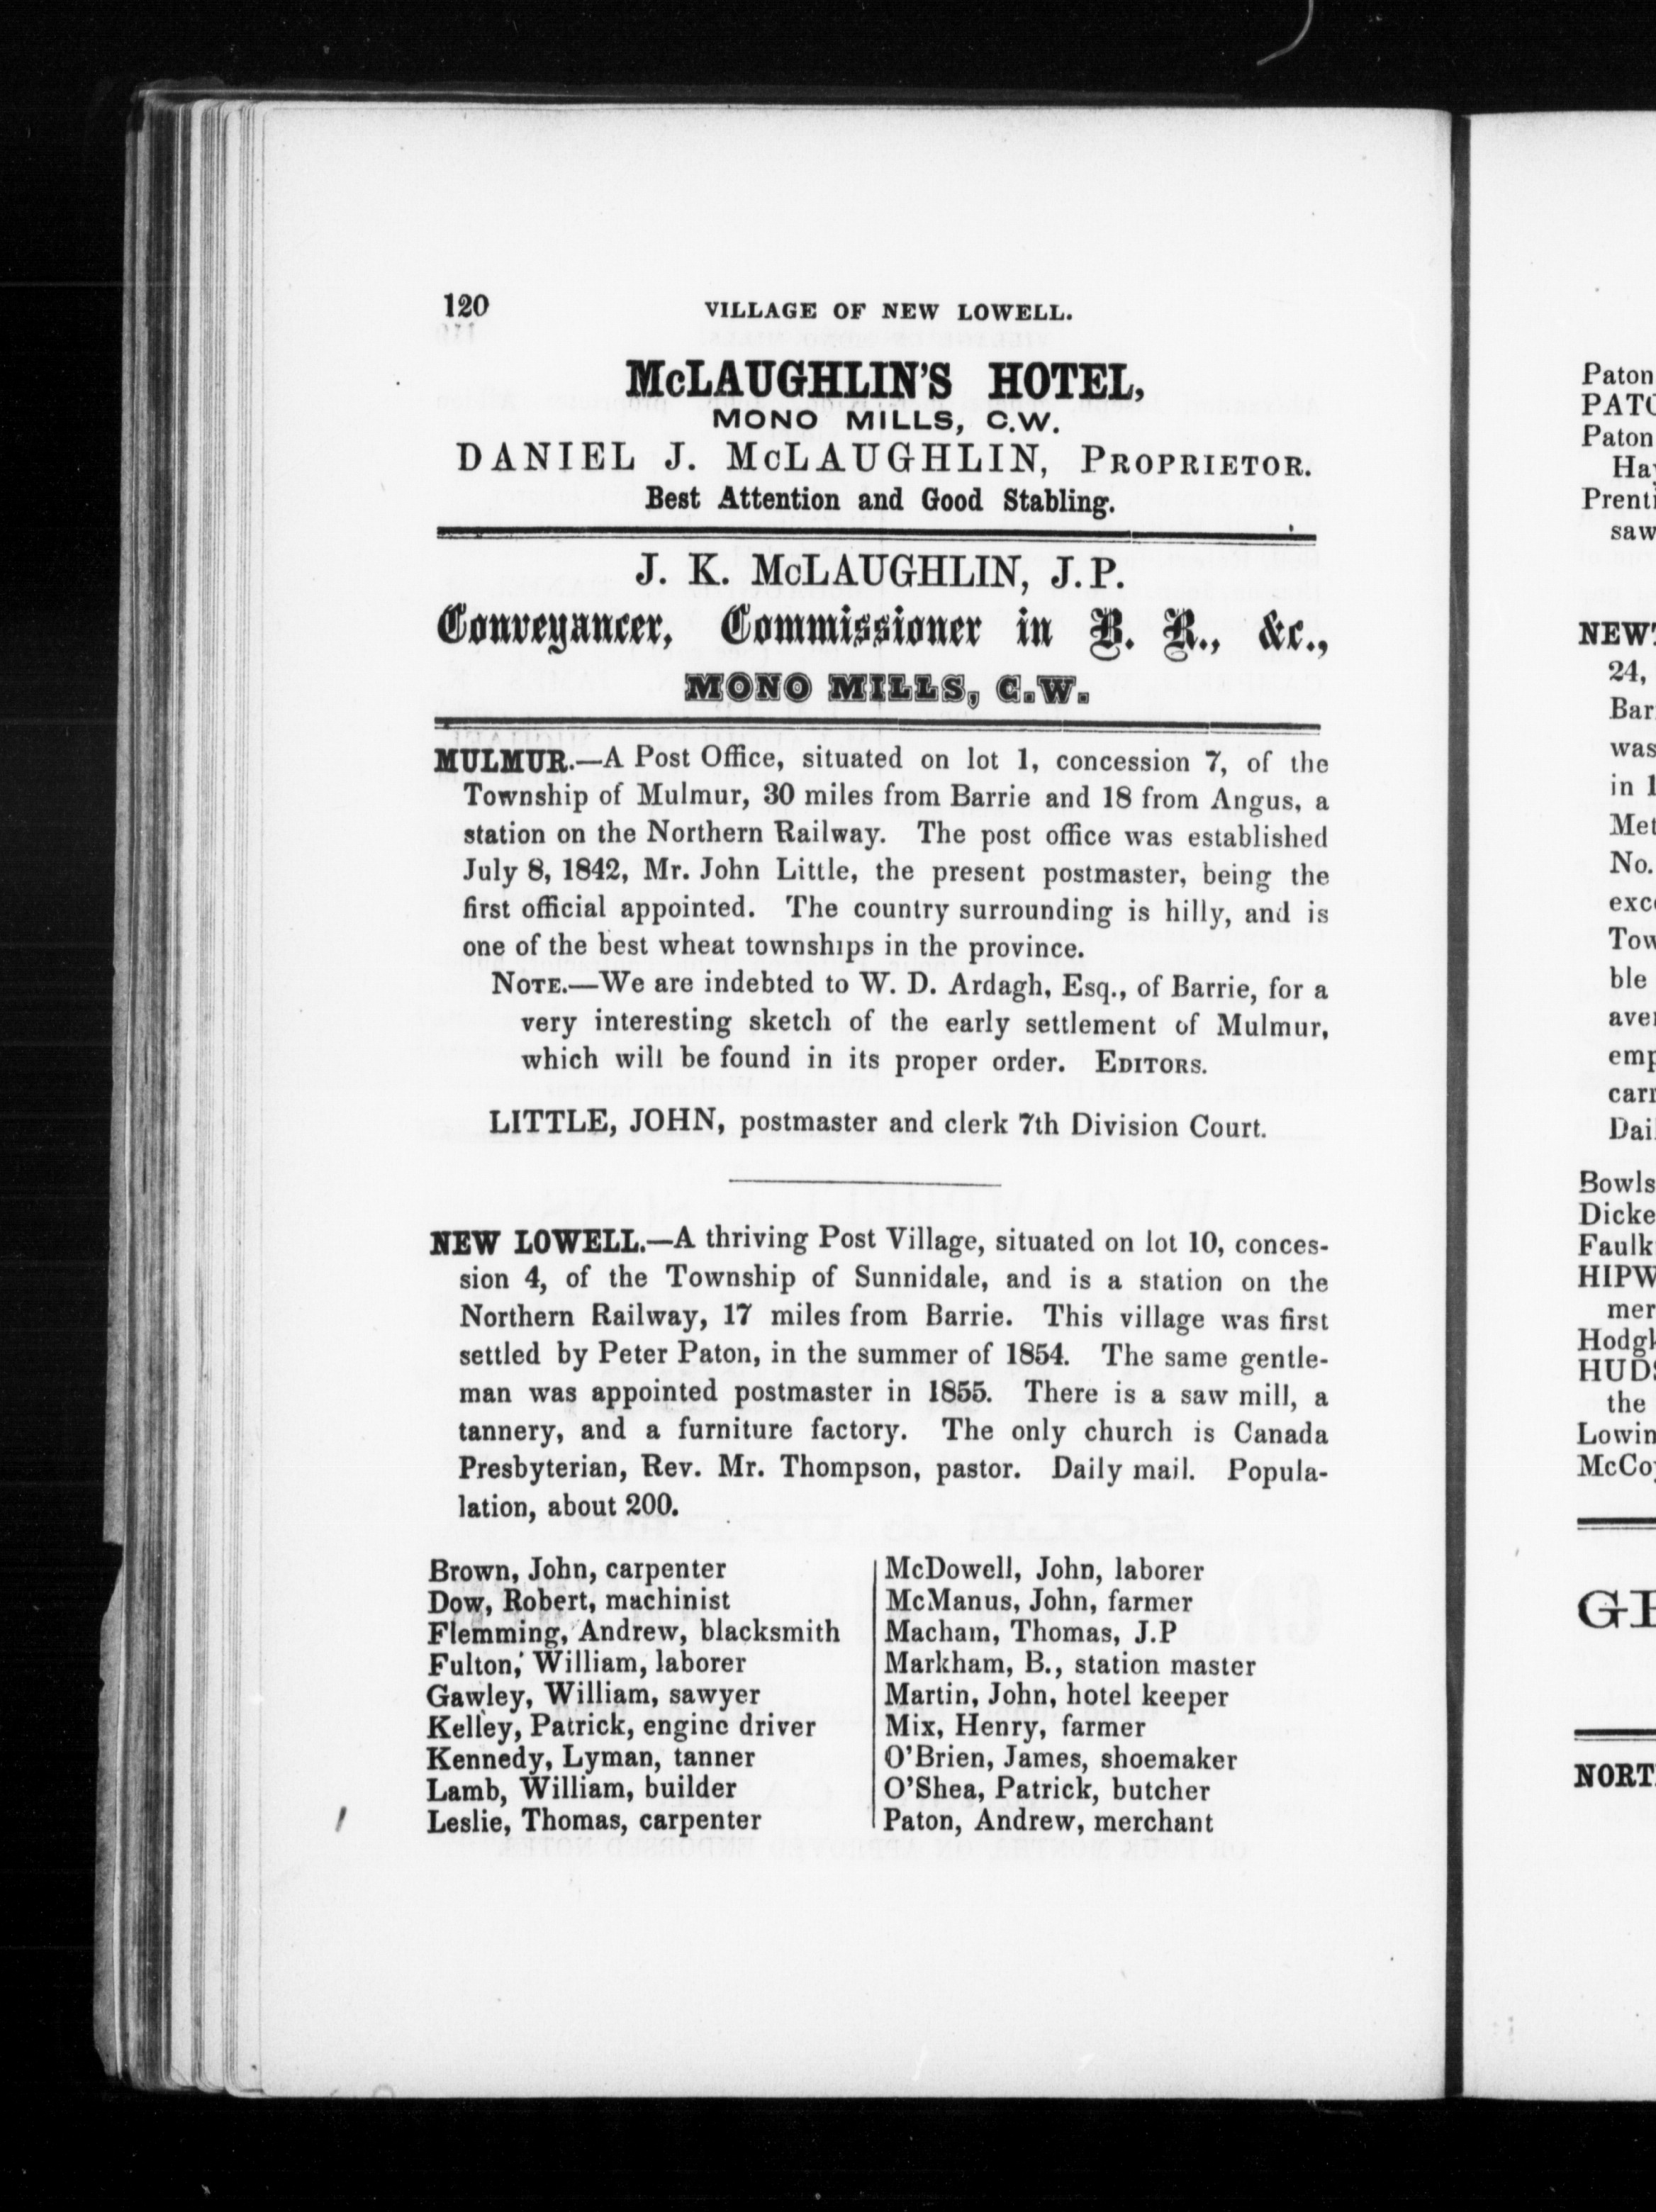 120 VILLAGE OF NEW LOWELL.
McLAUGHLIN'S HOTEL,
MONO MILLS, C.W.
DANIEL J. McLAUGHLIN, PROPRIETOR.
Best Attention and Good Stabling.
J. K. McLAUGHLIN, J.P.
Conveyancer, Commissioner in B. R., &c.,
MONO MILLS, C.W.
MULMUR.—A Post Office, situated on lot 1, concession 7, of the
Township of Mulmur, 30 miles from Barrie and 18 from Angus, a
station on the Northern Railway. The post office was established
July 8, 1842, Mr. John Little, the present postmaster, being the
first official appointed. The country surrounding is hilly, and is
one of the best wheat townships in the province.
NOTE.—We are indebted to W. D. Ardagh, Esq., of Barrie, for a
very interesting sketch of the early settlement of Mulmur,
which will be found in its proper order. EDITORS.
LITTLE, JOHN, postmaster and clerk 7th Division Court.
NEW LOWELL.—A thriving Post Village, situated on lot 10, conces-
sion 4, of the Township of Sunnidale, and is a station on the
Northern Railway, 17 miles from Barrie. This village was first
settled by Peter Paton, in the summer of 1854. The same gentle-
man was appointed postmaster in 1855. There is a saw mill, a
tannery, and a furniture factory. The only church is Canada
Presbyterian, Rev. Mr. Thompson, pastor. Daily mail. Popula-
lation, about 200.
Brown, John, carpenter
Dow, Robert, machinist
Flemming, Andrew, blacksmith
Fulton, William, laborer
Gawley, William, sawyer
Kelley, Patrick, engine driver
Kennedy, Lyman, tanner
Lamb, William, builder
Leslie, Thomas, carpenter
McDowell, John, laborer
McManus, John, farmer
Macham, Thomas, J.P
Markham, B., station master
Martin, John, hotel keeper
Mix, Henry, farmer
O'Brien, James, shoemaker
O'Shea, Patrick, butcher
Paton, Andrew, merchant
Paton
Paton
saw
24,
was
in 1
No.
ble
the